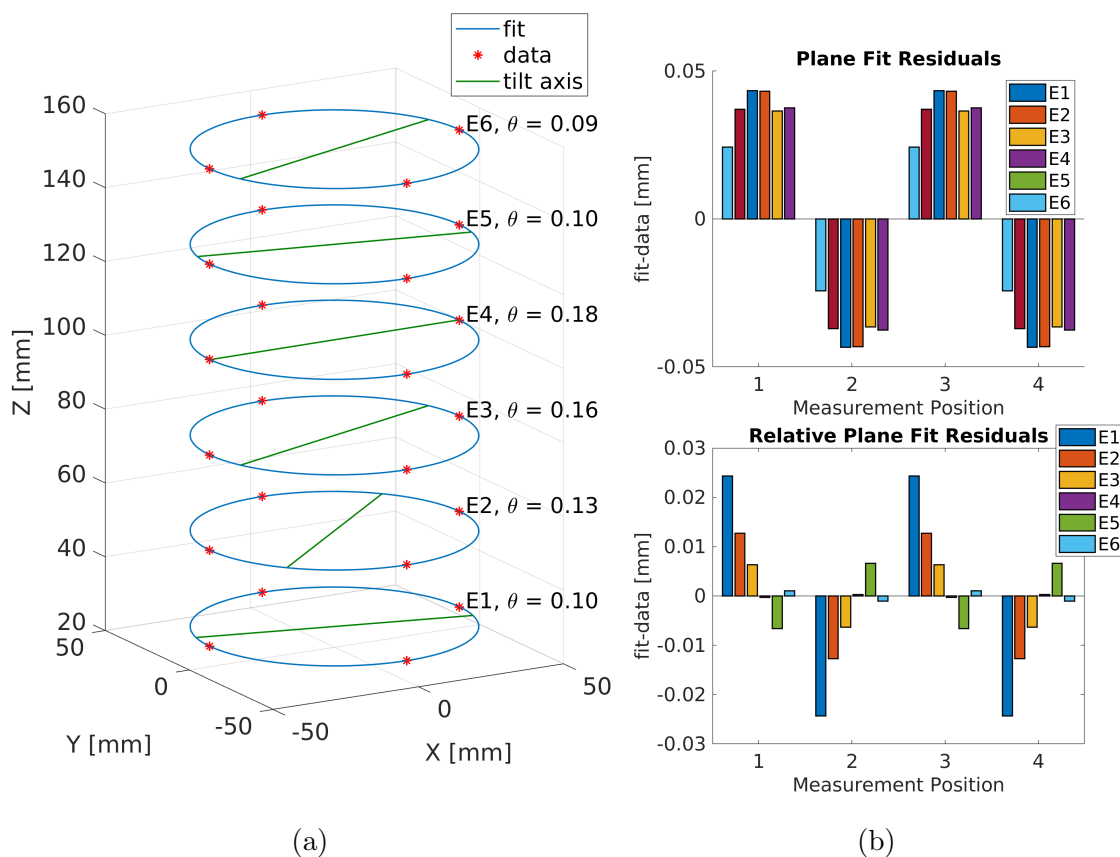 fit
data
tilt axis
160
140
120
100
80
60
40
20
Z [mm]
E6, θ = 0.09
E5, θ = 0.10
E4, θ = 0.18
E3, θ = 0.16
E2, θ = 0.13
E1, θ = 0.10
50
0
-50
Y [mm]
-50
0
50
X [mm]
(a)
Plane Fit Residuals
0.05
0
-0.05
fit-data [mm]
E1
E2
E3
E4
E5
E6
1 2 3 4
Measurement Position
Relative Plane Fit Residuals
0.03
0.02
0.01
0
-0.01
-0.02
-0.03
fit-data [mm]
E1
E2
E3
E4
E5
E6
1 2 3 4
Measurement Position
(b)